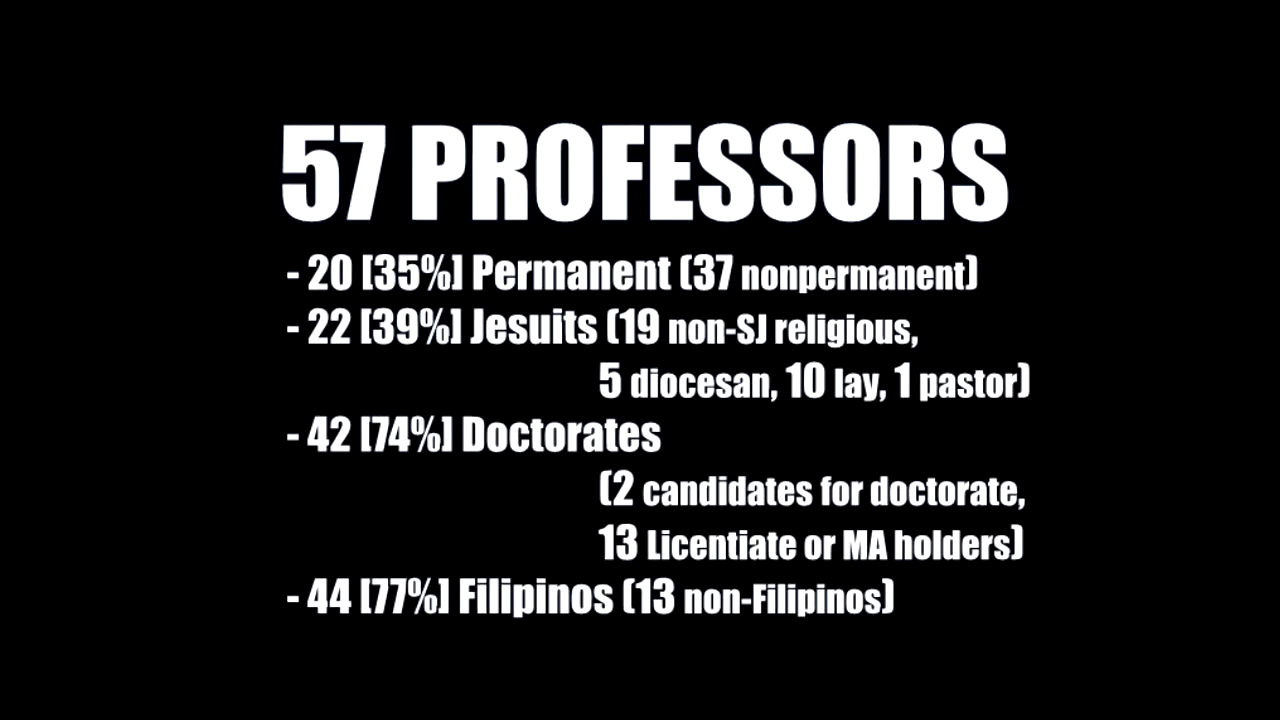 57 PROFESSORS
- 20 [35%] Permanent (37 nonpermanent)
- 22 [39%] Jesuits (19 non-SJ religious,
5 diocesan, 10 lay, 1 pastor)
- 42 [74%] Doctorates
(2 candidates for doctorate,
13 Licentiate or MA holders)
- 44 [77%] Filipinos (13 non-Filipinos)